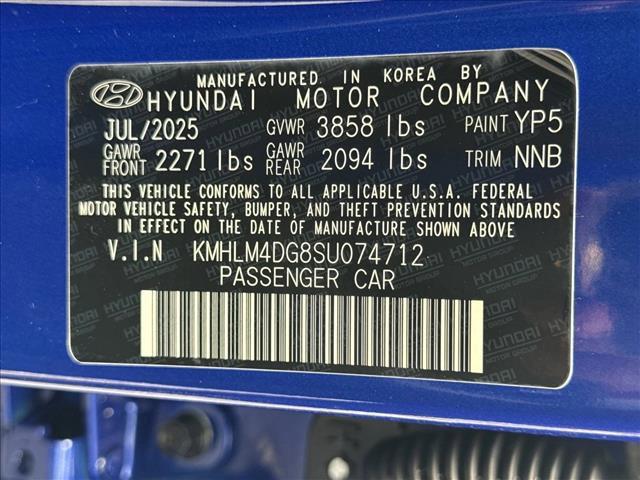 MANUFACTURED IN KOREA BY
HYUNDAI MOTOR COMPANY
JUL/2025 GVWR 3858 lbs PAINT YP5
GAWR FRONT 2271 lbs GAWR REAR 2094 lbs TRIM NNB
THIS VEHICLE CONFORMS TO ALL APPLICABLE U.S.A. FEDERAL
MOTOR VEHICLE SAFETY, BUMPER, AND THEFT PREVENTION STANDARDS
IN EFFECT ON THE DATE OF MANUFACTURE SHOWN ABOVE.
V.I.N KMHLM4DG8SU074712
PASSENGER CAR